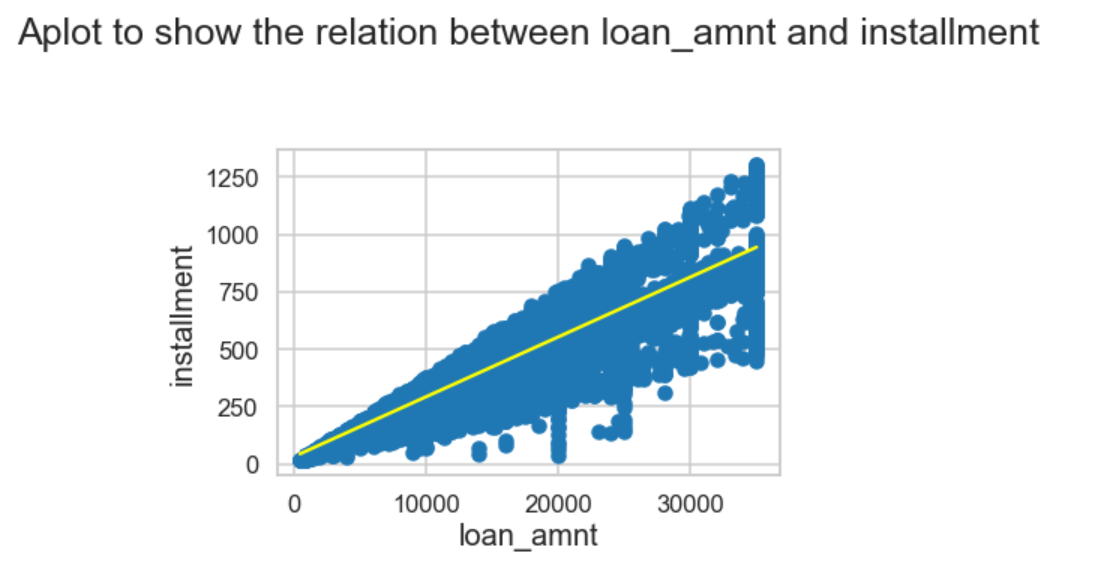 Aplot to show the relation between loan_amnt and installment
1250
1000
750
500
250
0
installment
0 10000 20000 30000
loan_amnt